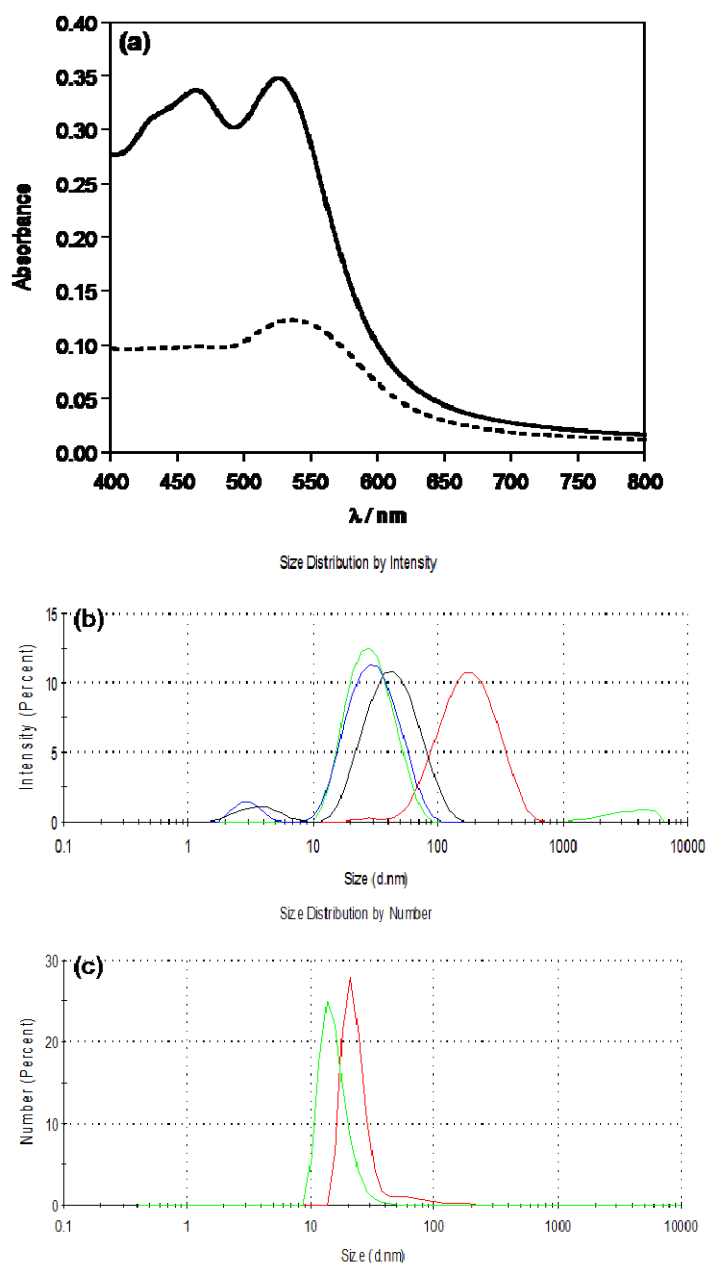 (a)
0.40
0.35
0.30
0.25
0.20
0.15
0.10
0.05
0.00
Absorbance
400 450 500 550 600 650 700 750 800
λ / nm
Size Distribution by Intensity
(b)
15
10
5
0
Intensity (Percent)
0.1 1 10 100 1000 10000
Size (d.nm)
Size Distribution by Number
(c)
30
20
10
0
Number (Percent)
0.1 1 10 100 1000 10000
Size (d.nm)